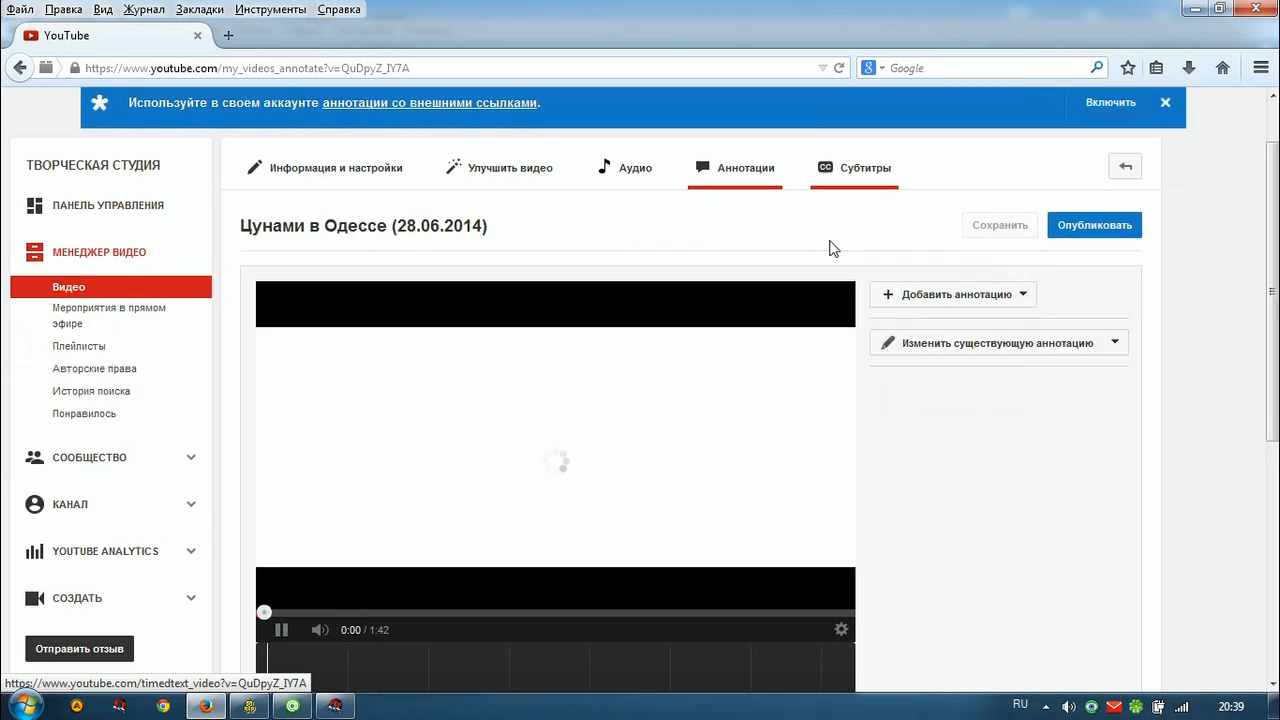 Файл Правка Вид Журнал Закладки Инструменты Справка
YouTube
https://www.youtube.com/my_videos_annotate?v=QuDpyZ_IY7A
Google
Используйте в своем аккаунте аннотации со внешними ссылками.
Включить
ТВОРЧЕСКАЯ СТУДИЯ
Информация и настройки
Улучшить видео
Аудио
Аннотации
CC Субтитры
ПАНЕЛЬ УПРАВЛЕНИЯ
Цунами в Одессе (28.06.2014)
Сохранить
Опубликовать
МЕНЕДЖЕР ВИДЕО
Видео
Мероприятия в прямом
эфире
Плейлисты
Авторские права
История поиска
Понравилось
Добавить аннотацию
Изменить существующую аннотацию
СООБЩЕСТВО
КАНАЛ
YOUTUBE ANALYTICS
СОЗДАТЬ
Отправить отзыв
0:00 / 1:42
https://www.youtube.com/timedtext_video?v=QuDpyZ_IY7A
RU
20:39